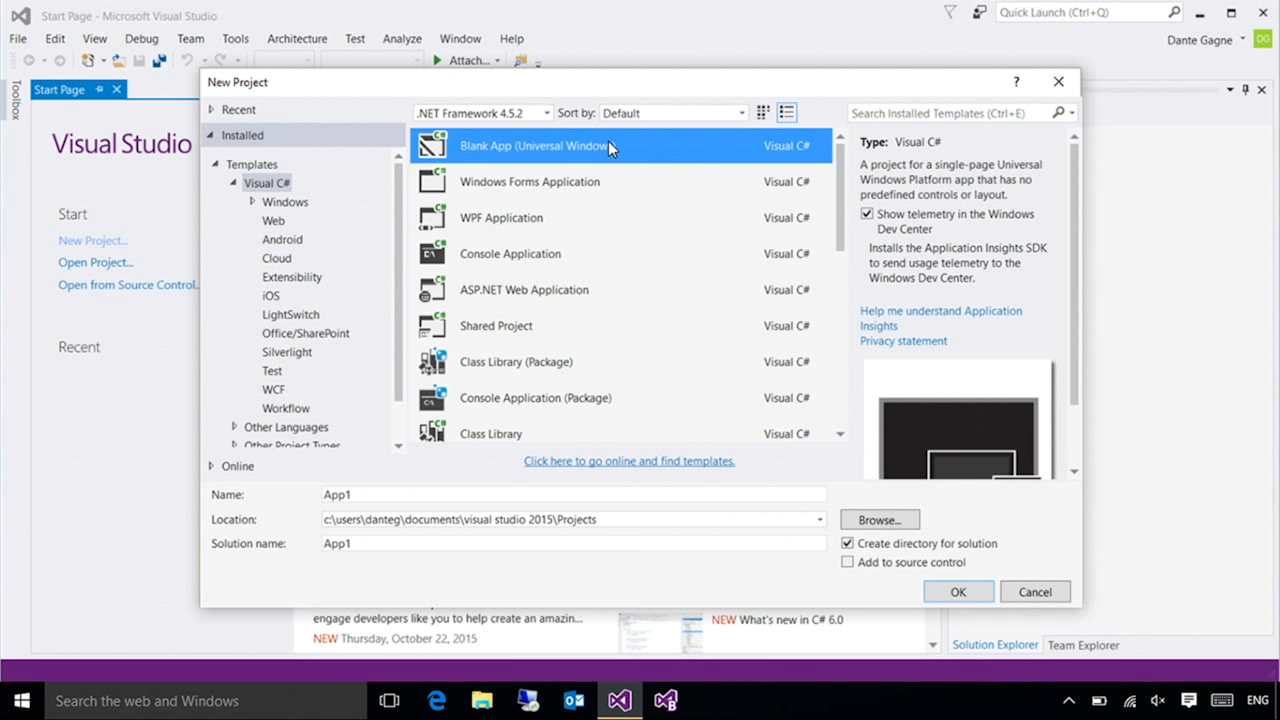 Start Page - Microsoft Visual Studio
Quick Launch (Ctrl+Q)
File Edit View Debug Team Tools Architecture Test Analyze Window Help
Dante Gagne DG
Attach...
Toolbox
Start Page
Visual Studio
Start
New Project...
Open Project...
Open from Source Control...
Recent
New Project
? 
Recent
Installed
Templates
Visual C#
Windows
Web
Android
Cloud
Extensibility
iOS
LightSwitch
Office/SharePoint
Silverlight
Test
WCF
Workflow
Other Languages
Other Project Types
Online
.NET Framework 4.5.2 Sort by: Default
Search Installed Templates (Ctrl+E)
Blank App (Universal Window Visual C#
Windows Forms Application Visual C#
WPF Application Visual C#
Console Application Visual C#
ASP.NET Web Application Visual C#
Shared Project Visual C#
Class Library (Package) Visual C#
Console Application (Package) Visual C#
Class Library Visual C#
Click here to go online and find templates.
Type: Visual C#
A project for a single-page Universal
Windows Platform app that has no
predefined controls or layout.
Show telemetry in the Windows
Dev Center
Installs the Application Insights SDK
to send usage telemetry to the
Windows Dev Center.
Help me understand Application
Insights
Privacy statement
Name: App1
Location: c:\users\danteg\documents\visual studio 2015\Projects
Browse...
Solution name: App1
Create directory for solution
Add to source control
OK Cancel
engage developers like you to help create an amazin...
NEW Thursday, October 22, 2015
NEW What's new in C# 6.0
Solution Explorer Team Explorer
Search the web and Windows
ENG